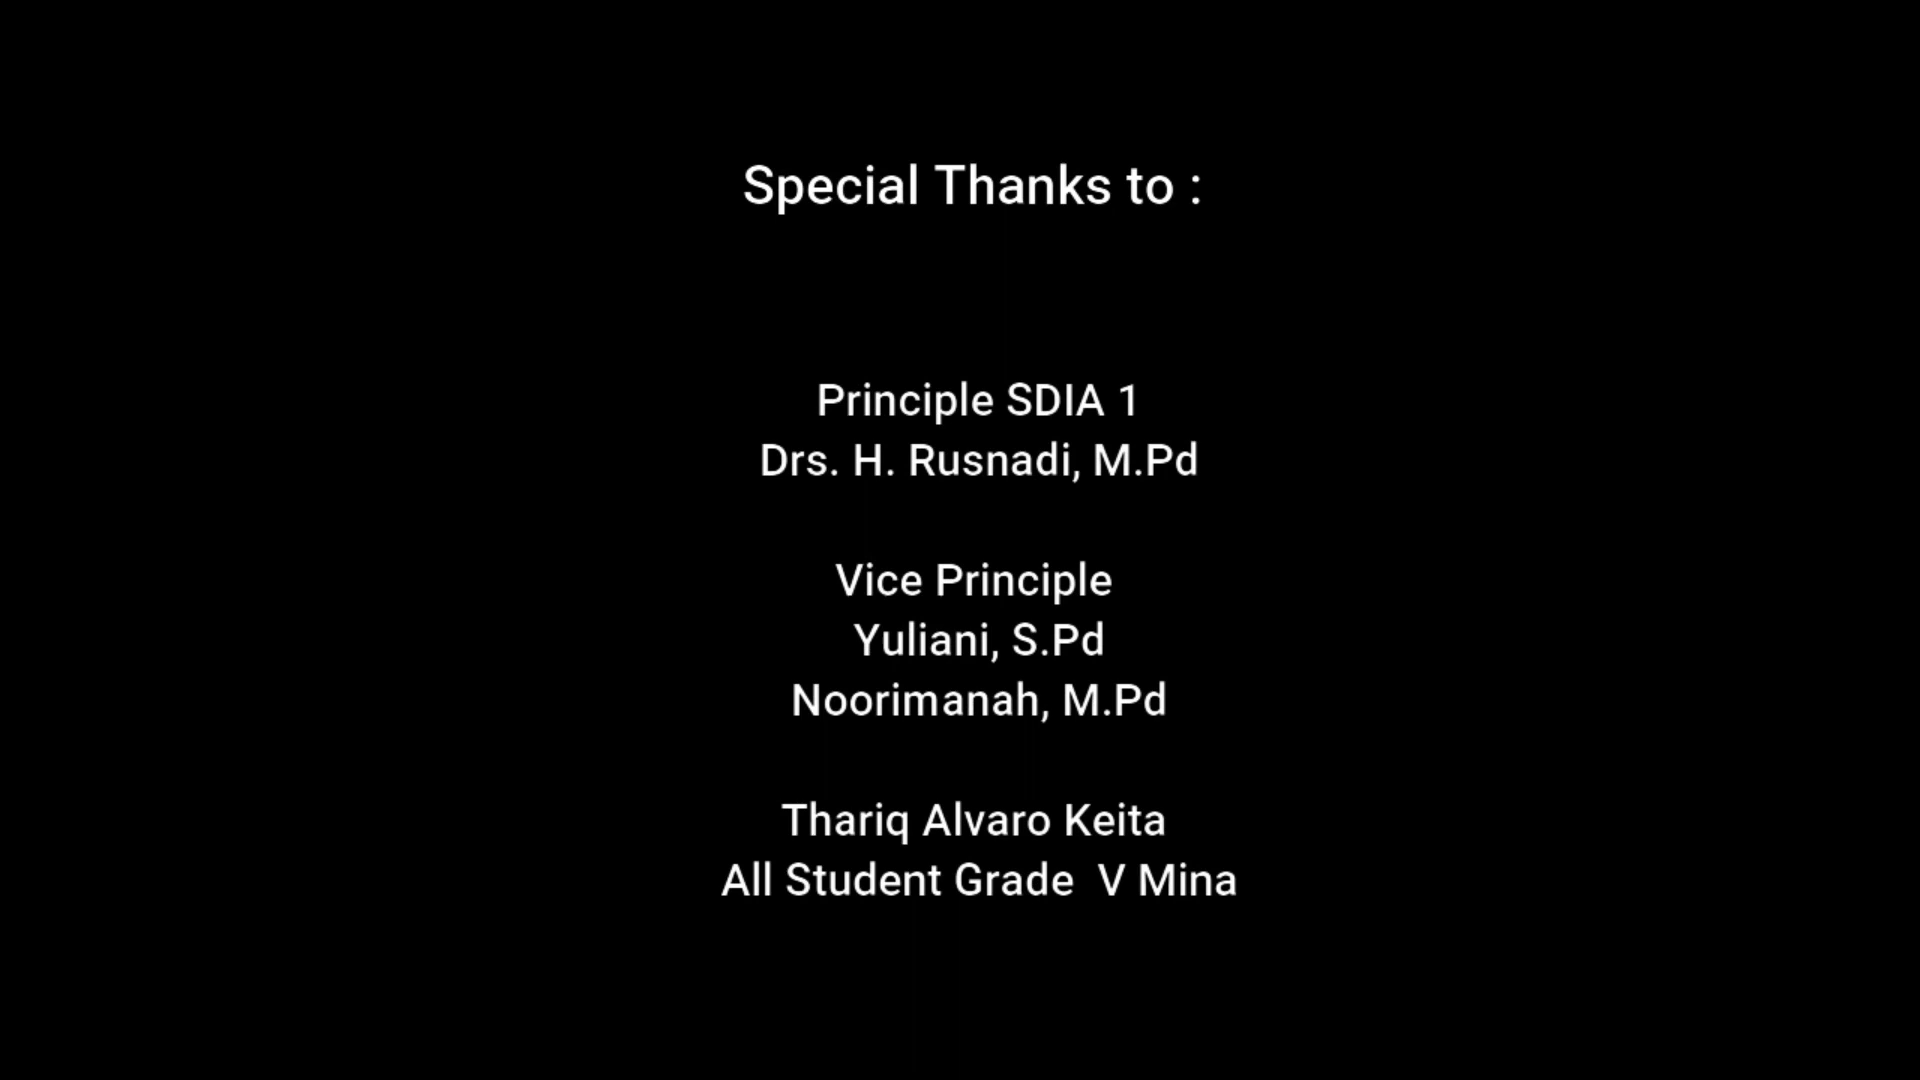 Special Thanks to :
Principle SDIA 1
Drs. H. Rusnadi, M.Pd
Vice Principle
Yuliani, S.Pd
Noorimanah, M.Pd
Thariq Alvaro Keita
All Student Grade  V Mina